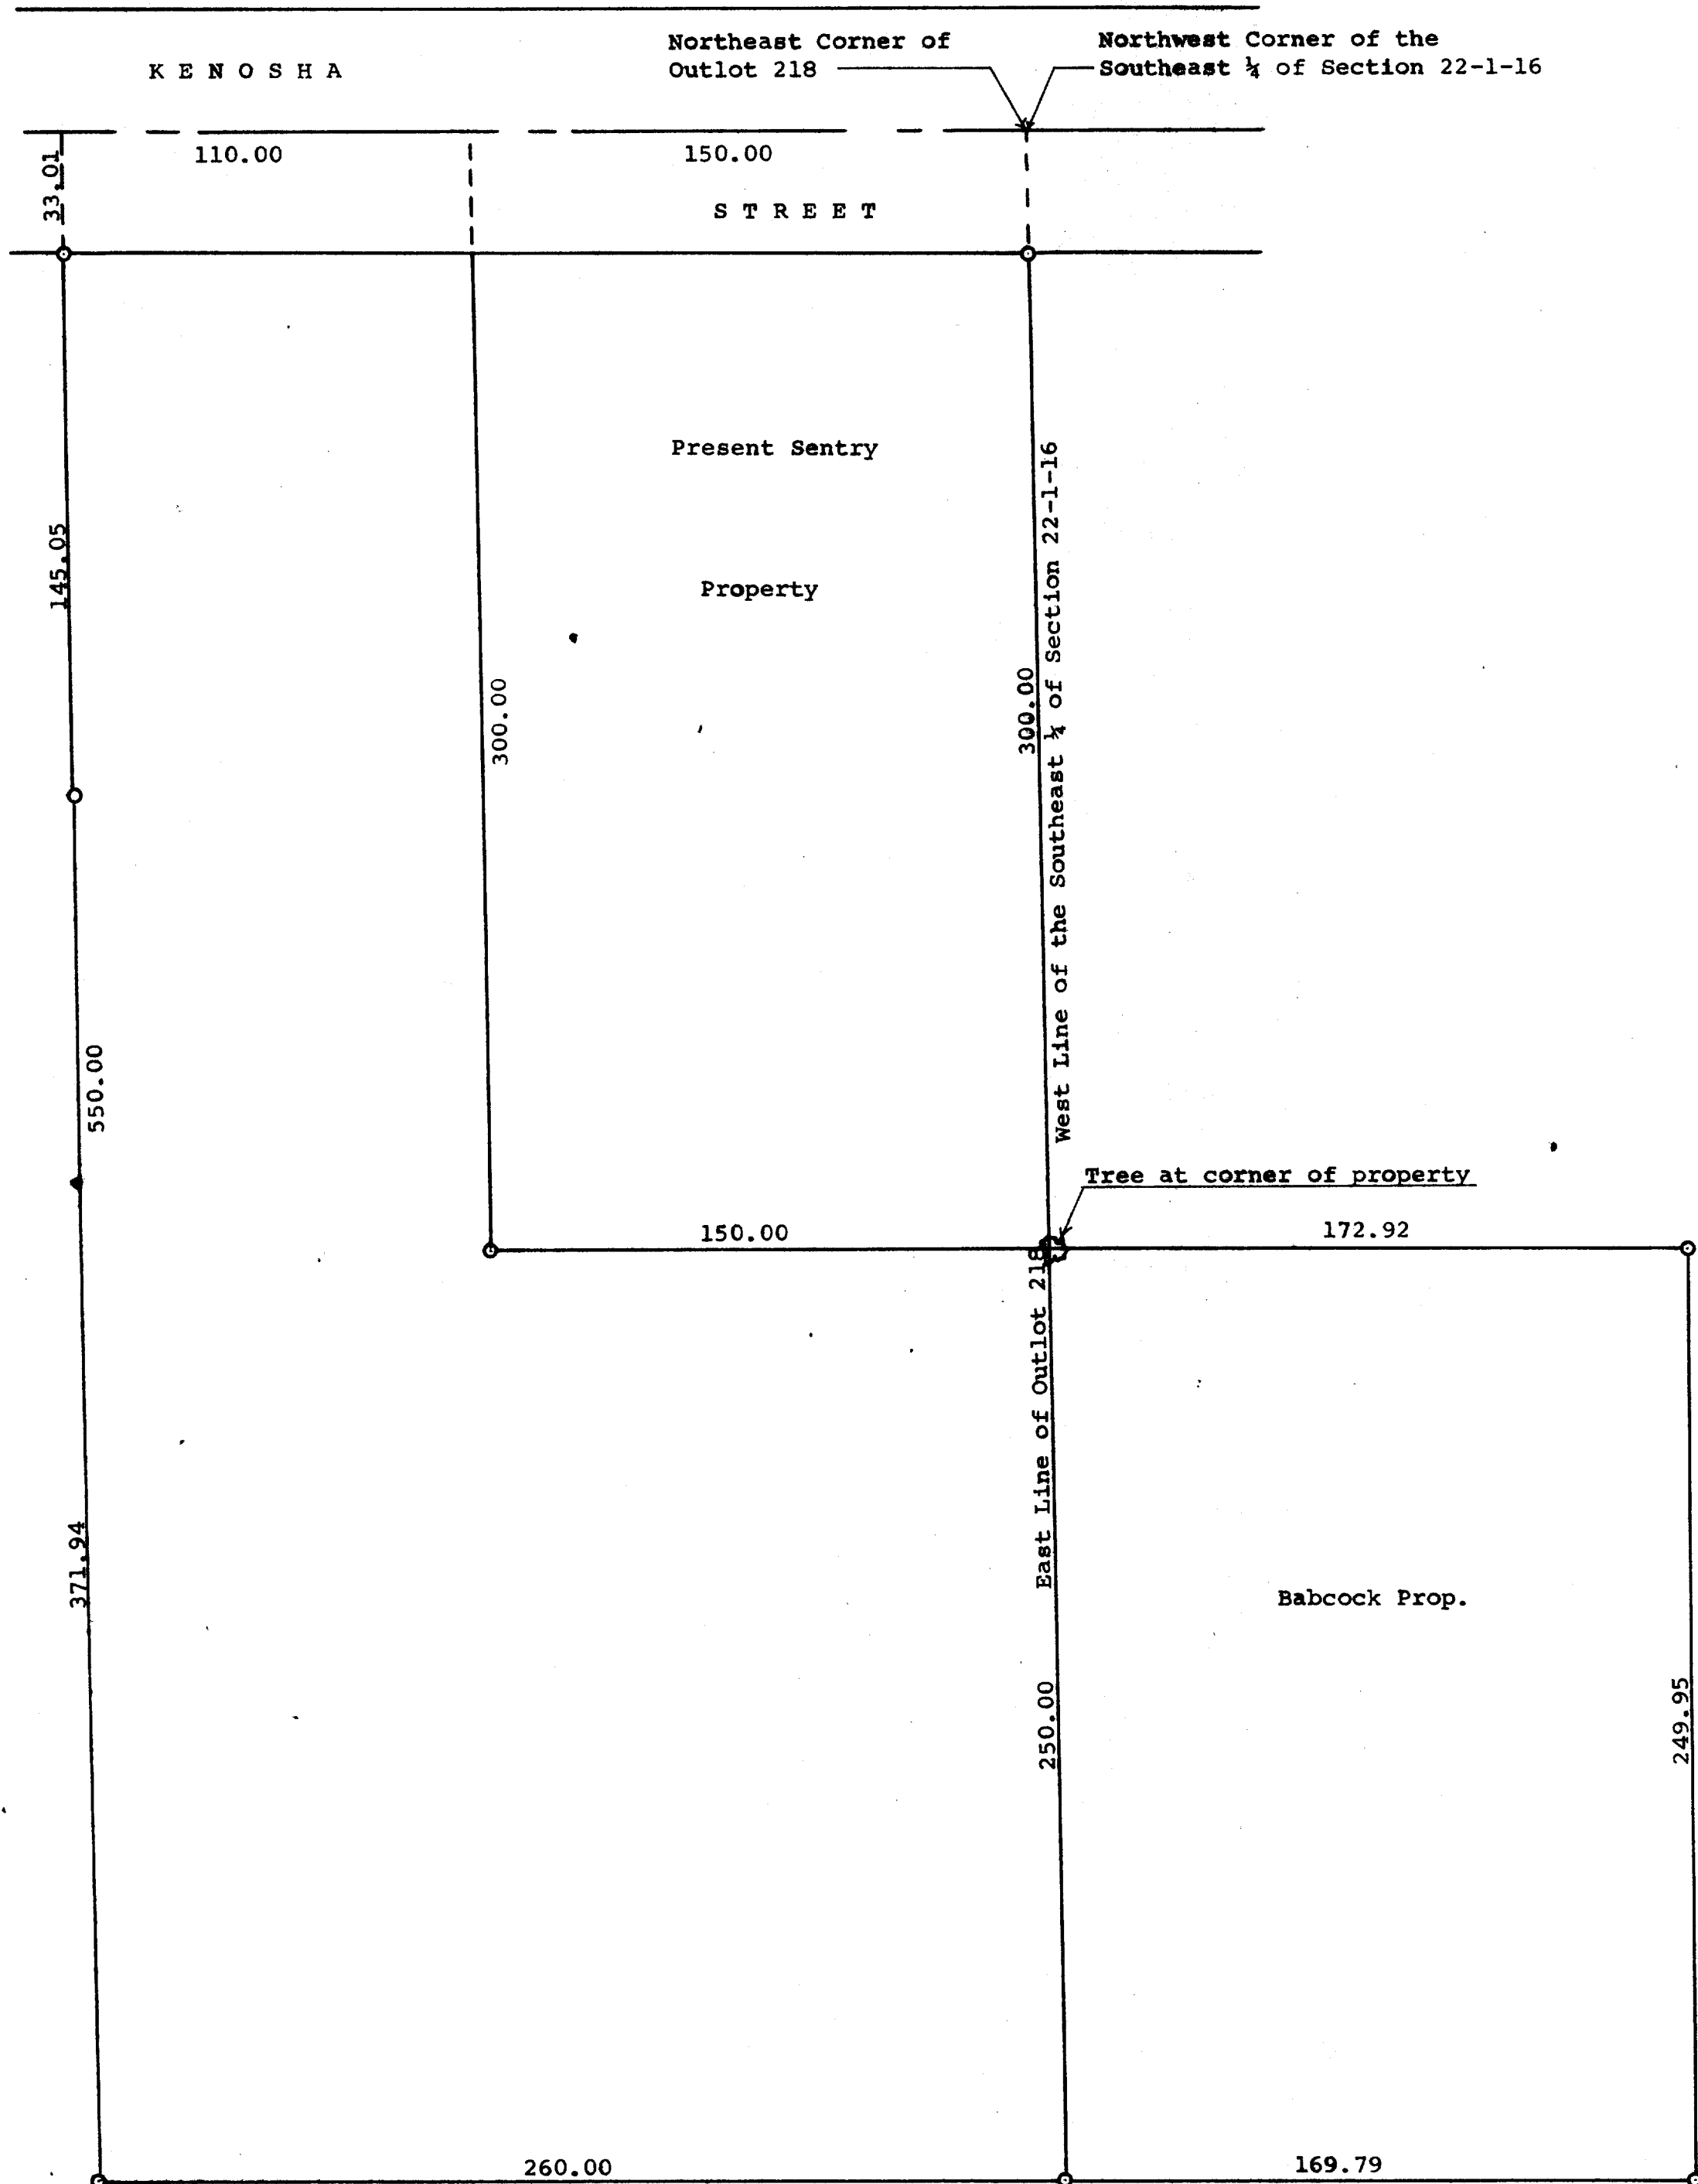 Northeast Corner of
Outlot 218
Northwest Corner of the
Southeast ¼ of Section 22-1-16
K E N O S H A
33.01
110.00
150.00
S T R E E T
Present Sentry
Property
145.05
300.00
300.00
West Line of the Southeast ¼ of Section 22-1-16
550.00
Tree at corner of property
150.00
172.92
East Line of Outlot 218
371.94
Babcock Prop.
250.00
249.95
260.00
169.79